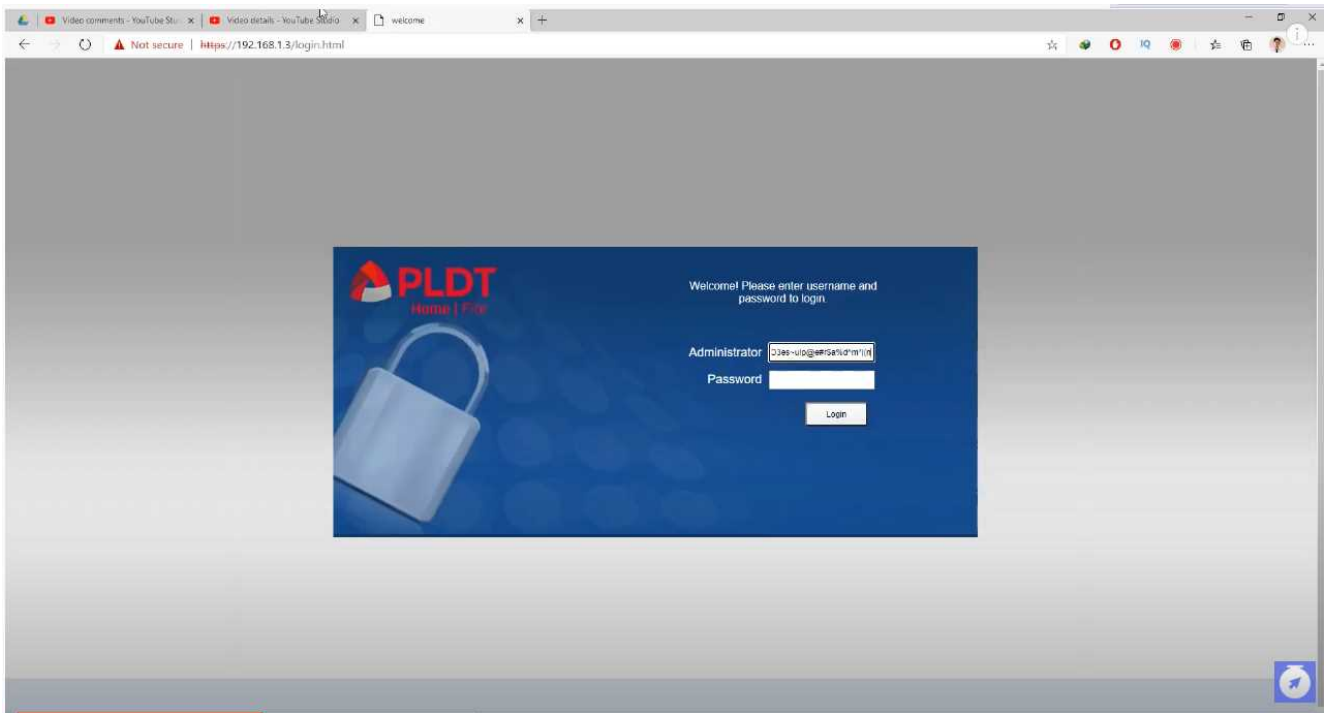 Video comments - YouTube Stu
Video details - YouTube Studio
welcome
Not secure
https://192.168.1.3/login.html
IQ
PLDT
Home
Welcome! Please enter username and
password to login.
Administrator
Password
Login